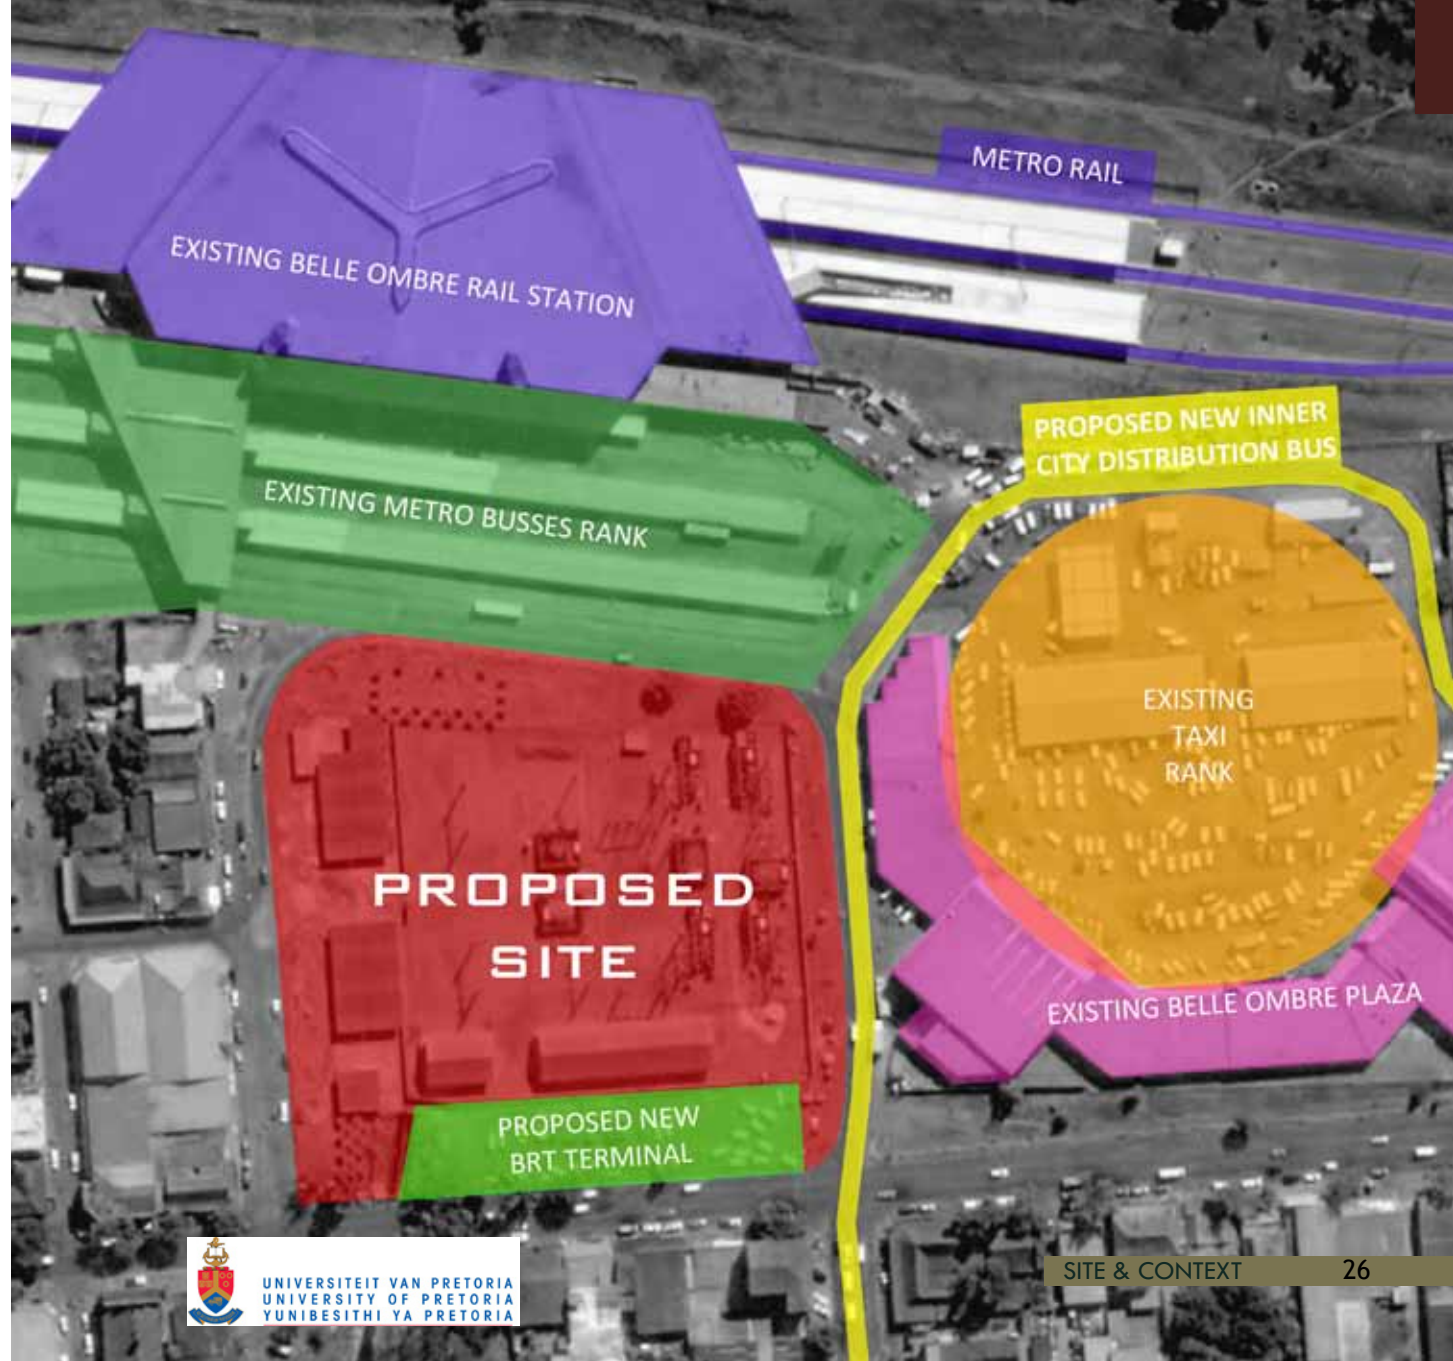 METRO RAIL
EXISTING BELLE OMBRE RAIL STATION
PROPOSED NEW INNER
CITY DISTRIBUTION BUS
EXISTING METRO BUSSES RANK
EXISTING
TAXI
RANK
PROPOSED
SITE
EXISTING BELLE OMBRE PLAZA
PROPOSED NEW
BRT TERMINAL
UNIVERSITEIT VAN PRETORIA
UNIVERSITY OF PRETORIA
YUNIBESITHI YA PRETORIA
SITE & CONTEXT 26